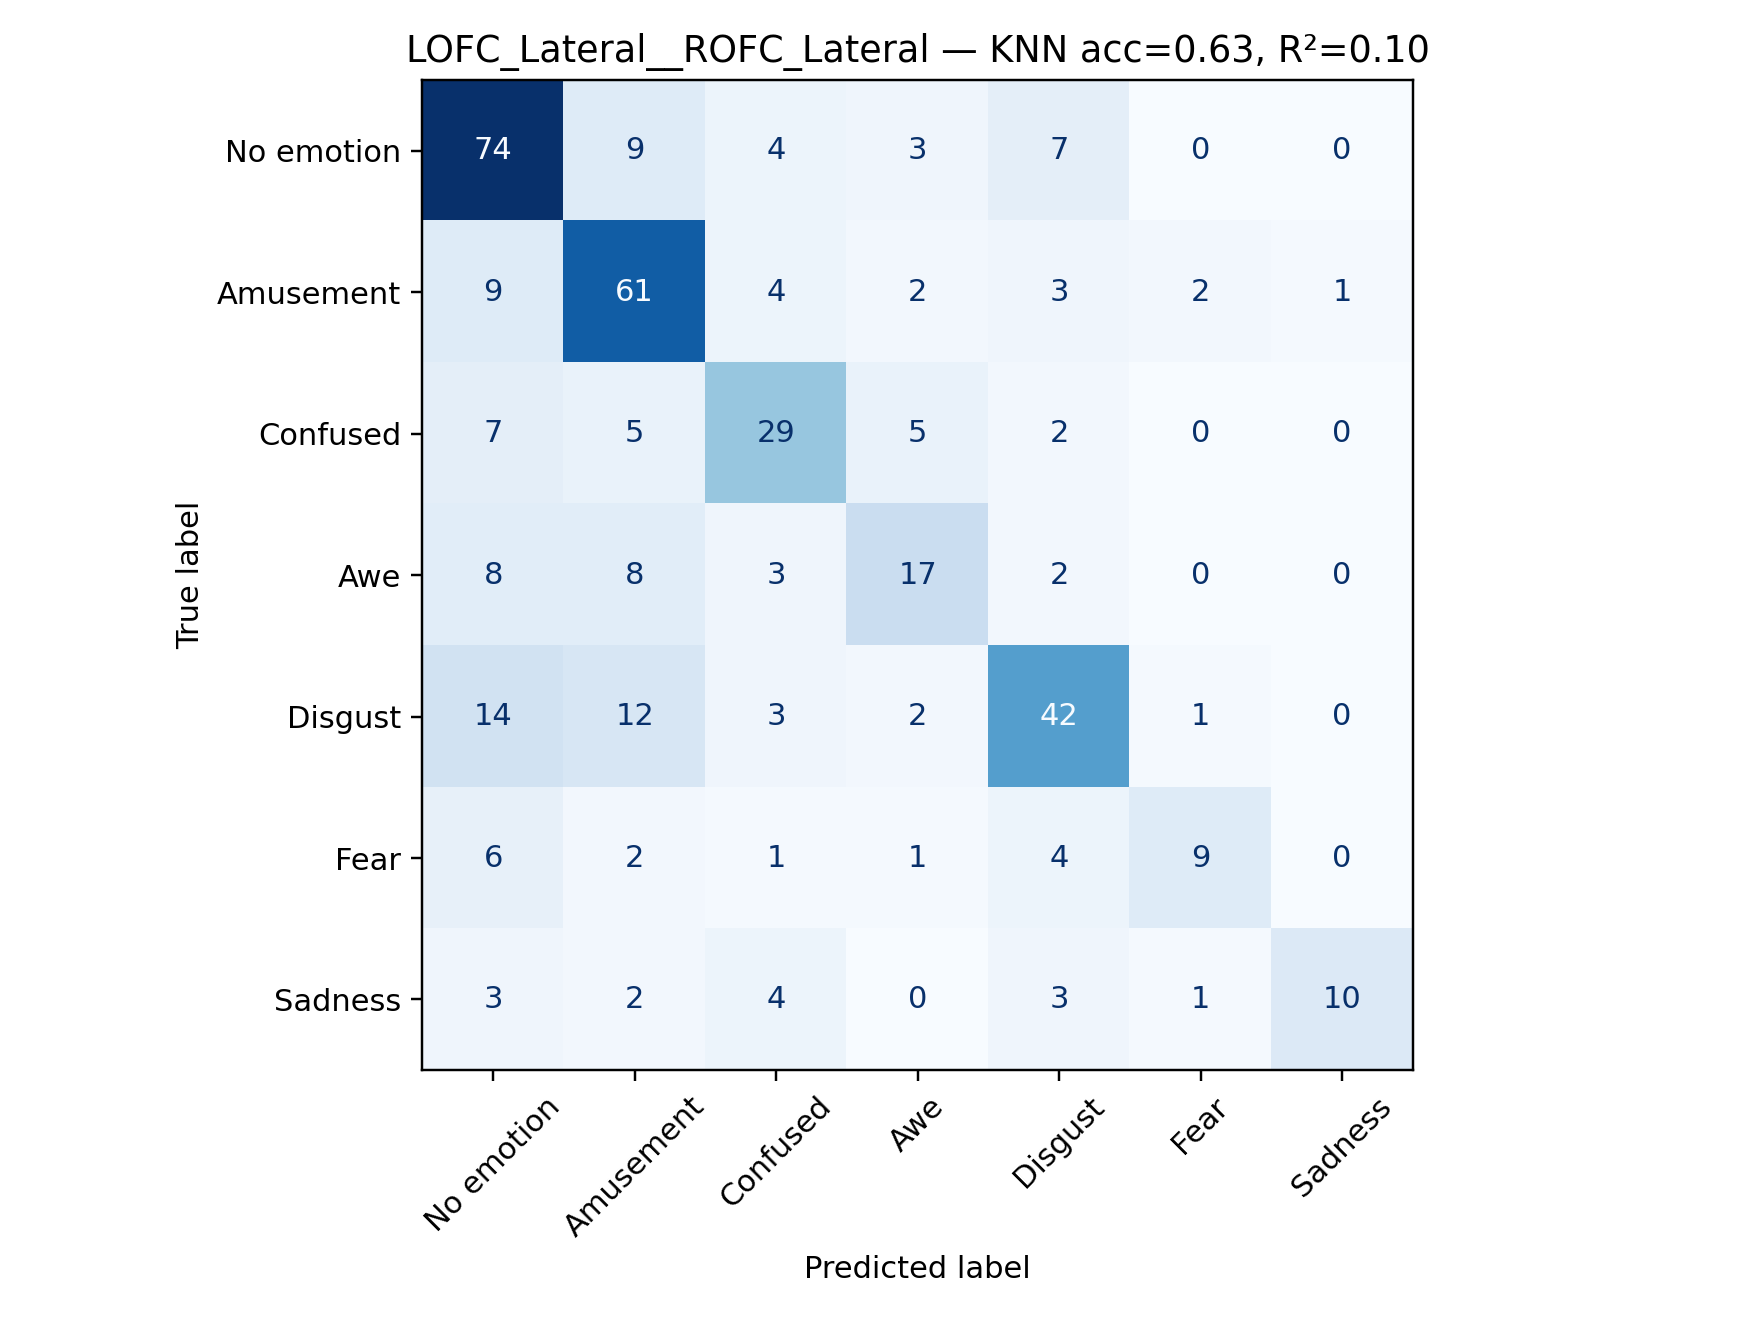 LOFC_Lateral__ROFC_Lateral — KNN acc=0.63, R²=0.10
No emotion 74 9 4 3 7 0 0
Amusement 9 61 4 2 3 2 1
Confused 7 5 29 5 2 0 0
Awe 8 8 3 17 2 0 0
Disgust 14 12 3 2 42 1 0
Fear 6 2 1 1 4 9 0
Sadness 3 2 4 0 3 1 10
True label
No emotion Amusement Confused Awe Disgust Fear Sadness
Predicted label